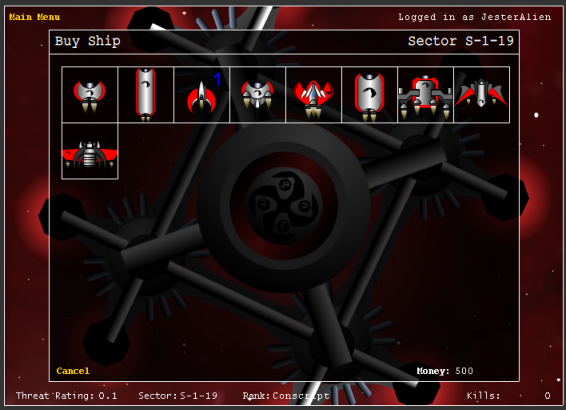 Main Menu
Logged in as JesterAlien
Buy Ship
Sector S-1-19
1
Cancel
Money: 500
Threat Rating: 0.1 Sector: S-1-19 Rank: Conscript Kills: 0